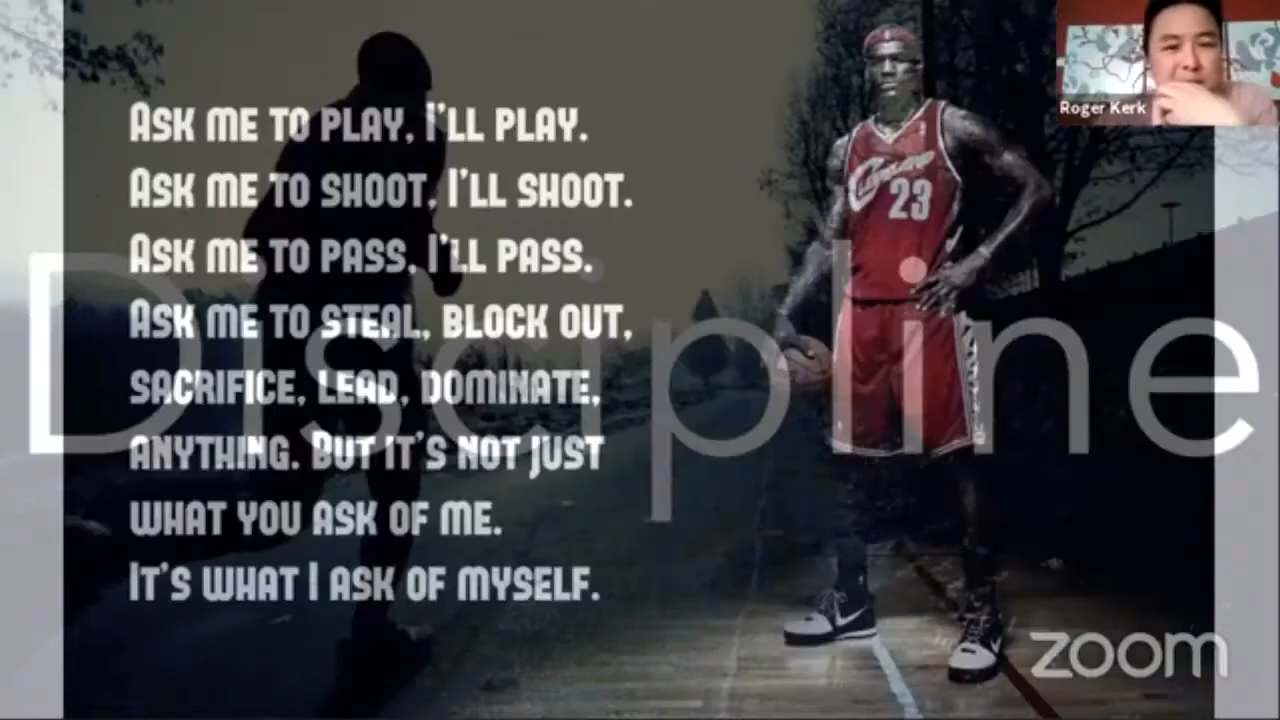 Ask me to play, I'll play.
Ask me to shoot, I'll shoot.
Ask me to pass, I'll pass.
Ask me to steal, block out,
sacrifice, lead, dominate,
anything. But it's not just
what you ask of me.
It's what I ask of myself.
Discipline
Cavaliers
23
Roger Kerk
zoom